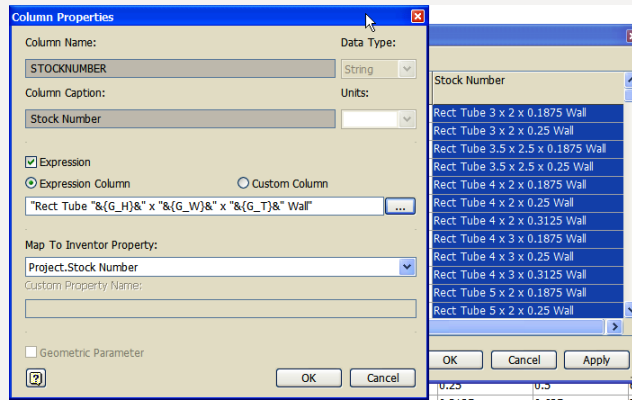 Column Properties
Column Name:
Data Type:
STOCKNUMBER
String
Column Caption:
Units:
Stock Number
Expression
Expression Column
Custom Column
"Rect Tube "&{G_H}&" x "&{G_W}&" x "&{G_T}&" Wall"
...
Map To Inventor Property:
Project.Stock Number
Custom Property Name:
Geometric Parameter
?
OK
Cancel
Stock Number
Rect Tube 3 x 2 x 0.1875 Wall
Rect Tube 3 x 2 x 0.25 Wall
Rect Tube 3.5 x 2.5 x 0.1875 Wall
Rect Tube 3.5 x 2.5 x 0.25 Wall
Rect Tube 4 x 2 x 0.1875 Wall
Rect Tube 4 x 2 x 0.25 Wall
Rect Tube 4 x 2 x 0.3125 Wall
Rect Tube 4 x 3 x 0.1875 Wall
Rect Tube 4 x 3 x 0.25 Wall
Rect Tube 4 x 3 x 0.3125 Wall
Rect Tube 5 x 2 x 0.1875 Wall
Rect Tube 5 x 2 x 0.25 Wall
OK
Cancel
Apply
0.25
0.5